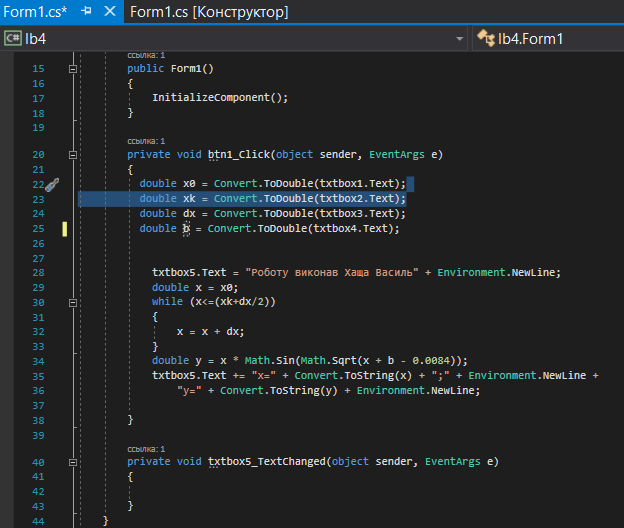 Form1.cs*
Form1.cs [Конструктор]
C# lb4
lb4.Form1
ссылка: 1
15 public Form1()
16 {
17 InitializeComponent();
18 }
19
ссылка: 1
20 private void btn1_Click(object sender, EventArgs e)
21 {
22 double x0 = Convert.ToDouble(txtbox1.Text);
23 double xk = Convert.ToDouble(txtbox2.Text);
24 double dx = Convert.ToDouble(txtbox3.Text);
25 double b = Convert.ToDouble(txtbox4.Text);
26
27
28 txtbox5.Text = "Роботу виконав Хаща Василь" + Environment.NewLine;
29 double x = x0;
30 while (x<=(xk+dx/2))
31 {
32 x = x + dx;
33 }
34 double y = x * Math.Sin(Math.Sqrt(x + b - 0.0084));
35 txtbox5.Text += "x=" + Convert.ToString(x) + ";" + Environment.NewLine +
36 "y=" + Convert.ToString(y) + Environment.NewLine;
37
38 }
39
ссылка: 1
40 private void txtbox5_TextChanged(object sender, EventArgs e)
41 {
42
43 }
44 }